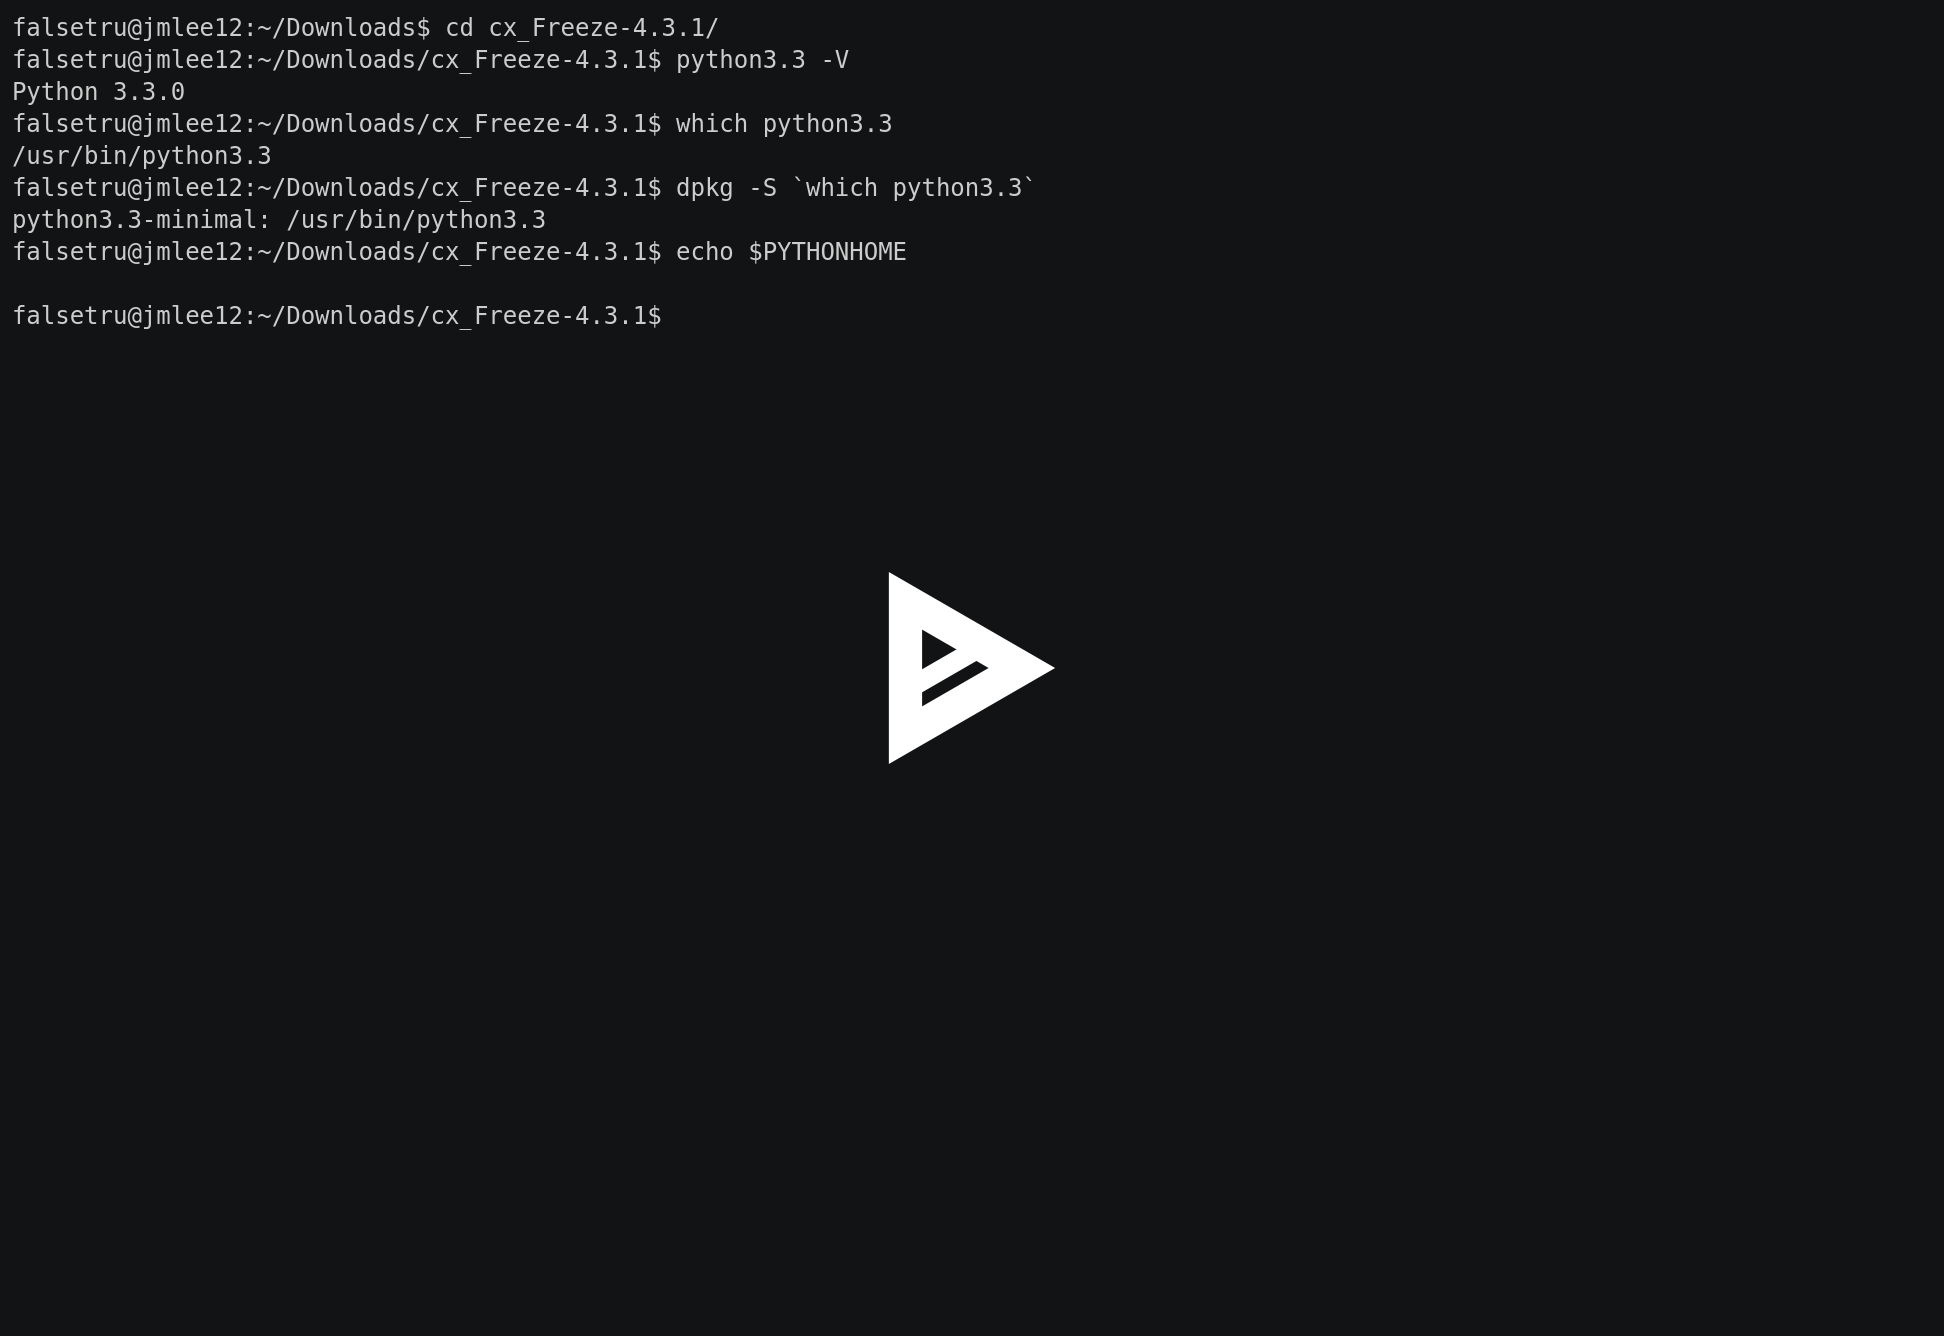 falsetru@jmlee12:~/Downloads$ cd cx_Freeze-4.3.1/
falsetru@jmlee12:~/Downloads/cx_Freeze-4.3.1$ python3.3 -V
Python 3.3.0
falsetru@jmlee12:~/Downloads/cx_Freeze-4.3.1$ which python3.3
/usr/bin/python3.3
falsetru@jmlee12:~/Downloads/cx_Freeze-4.3.1$ dpkg -S `which python3.3`
python3.3-minimal: /usr/bin/python3.3
falsetru@jmlee12:~/Downloads/cx_Freeze-4.3.1$ echo $PYTHONHOME

falsetru@jmlee12:~/Downloads/cx_Freeze-4.3.1$